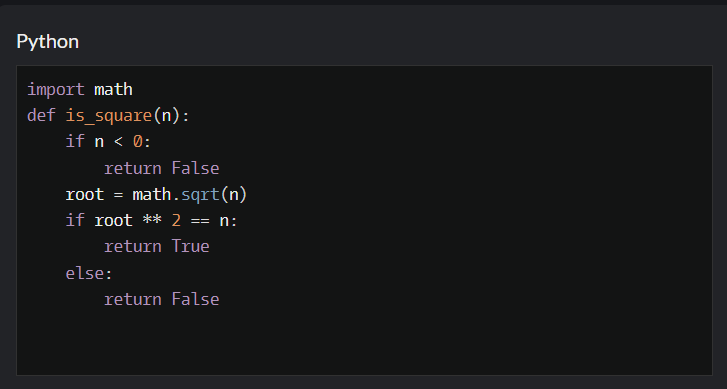 Python
import math
def is_square(n):
    if n < 0:
        return False
    root = math.sqrt(n)
    if root ** 2 == n:
        return True
    else:
        return False